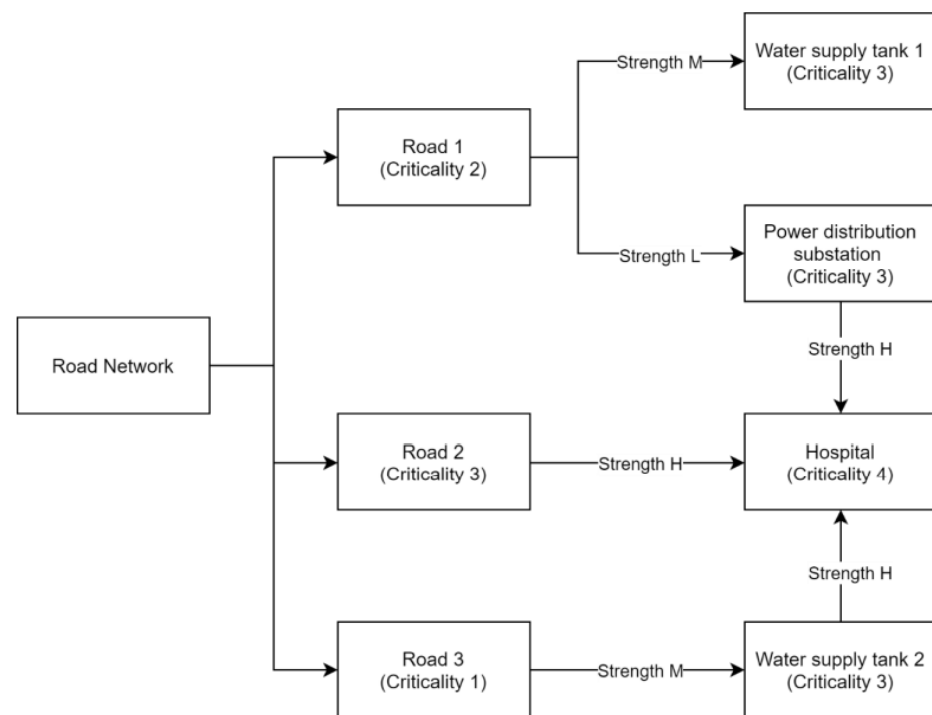 Water supply tank 1
(Criticality 3)
Strength M
Road 1
(Criticality 2)
Power distribution
substation
(Criticality 3)
Strength L
Strength H
Road Network
Road 2
(Criticality 3)
Strength H
Hospital
(Criticality 4)
Strength H
Road 3
(Criticality 1)
Strength M
Water supply tank 2
(Criticality 3)